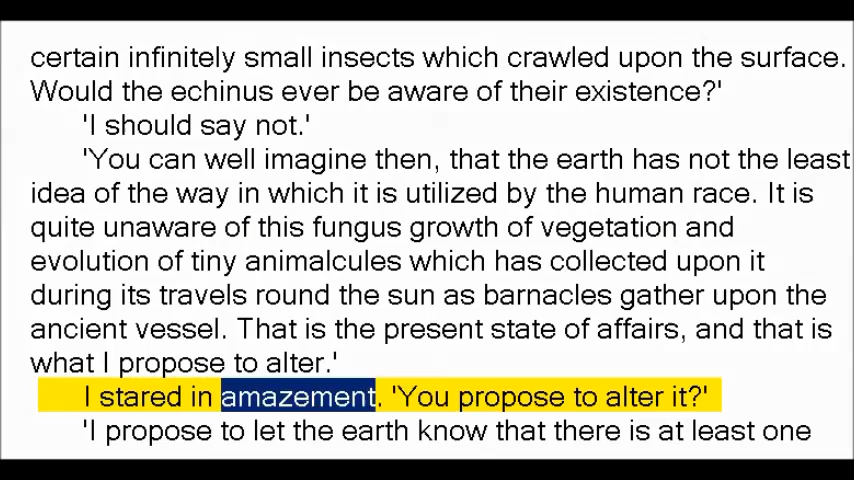 certain infinitely small insects which crawled upon the surface.
Would the echinus ever be aware of their existence?'
'I should say not.'
'You can well imagine then, that the earth has not the least
idea of the way in which it is utilized by the human race. It is
quite unaware of this fungus growth of vegetation and
evolution of tiny animalcules which has collected upon it
during its travels round the sun as barnacles gather upon the
ancient vessel. That is the present state of affairs, and that is
what I propose to alter.'
I stared in amazement. 'You propose to alter it?'
'I propose to let the earth know that there is at least one